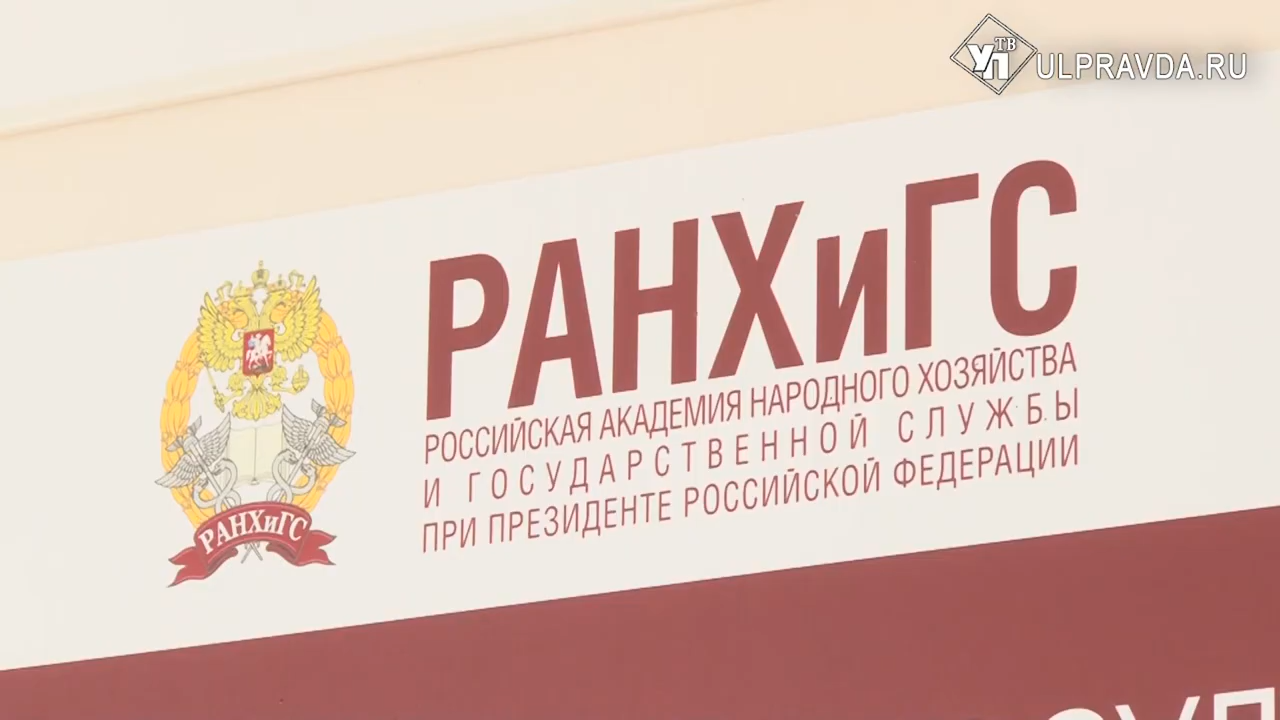 УП ТВ
ULPRAVDA.RU
РАНХиГС
РОССИЙСКАЯ АКАДЕМИЯ НАРОДНОГО ХОЗЯЙСТВА
И ГОСУДАРСТВЕННОЙ СЛУЖБЫ
ПРИ ПРЕЗИДЕНТЕ РОССИЙСКОЙ ФЕДЕРАЦИИ
РАНХиГС